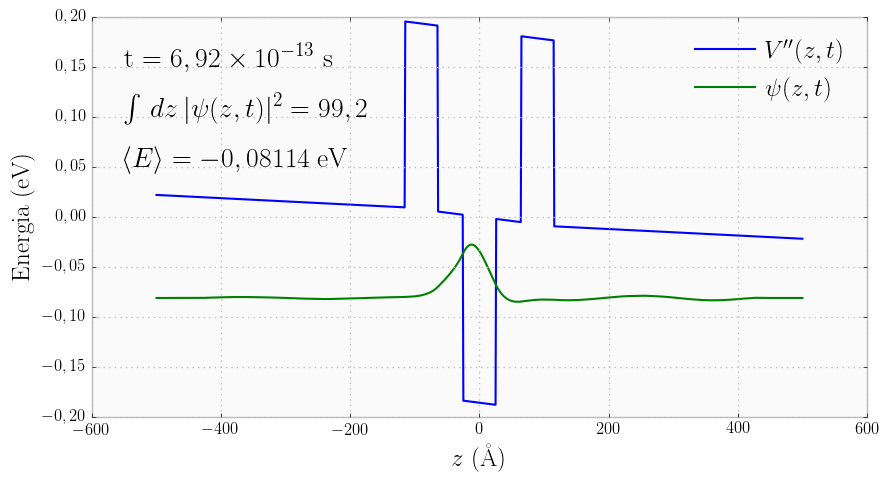 t = 6,92 × 10⁻¹³ s
∫ dz |ψ(z, t)|² = 99,2
⟨E⟩ = −0,08114 eV
V′′(z, t)
ψ(z, t)
Energia (eV)
0,20
0,15
0,10
0,05
0,00
−0,05
−0,10
−0,15
−0,20
−600 −400 −200 0 200 400 600
z (Å)